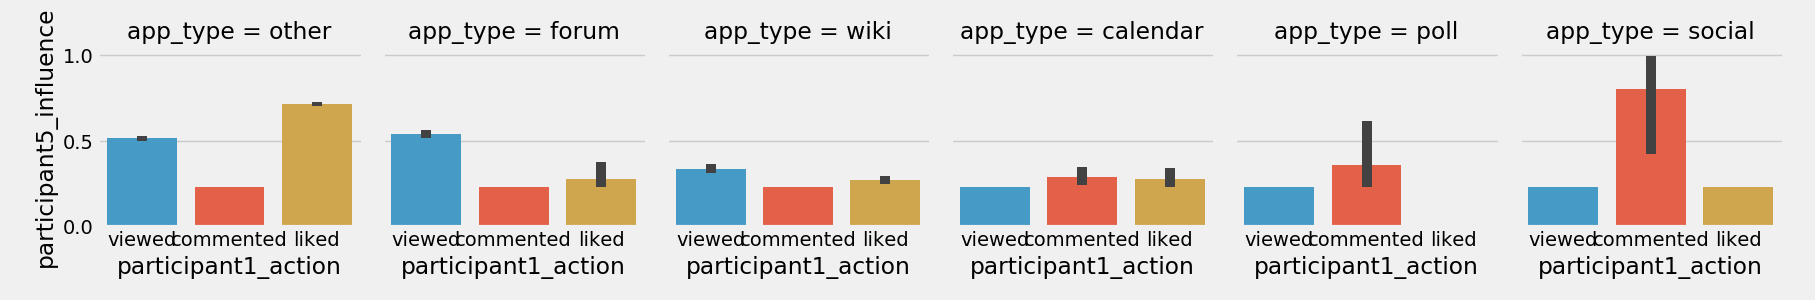 app_type = other app_type = forum app_type = wiki app_type = calendar app_type = poll app_type = social
participant5_influence
1.0
0.5
0.0
viewed commented liked viewed commented liked viewed commented liked viewed commented liked viewed commented liked viewed commented liked
participant1_action participant1_action participant1_action participant1_action participant1_action participant1_action